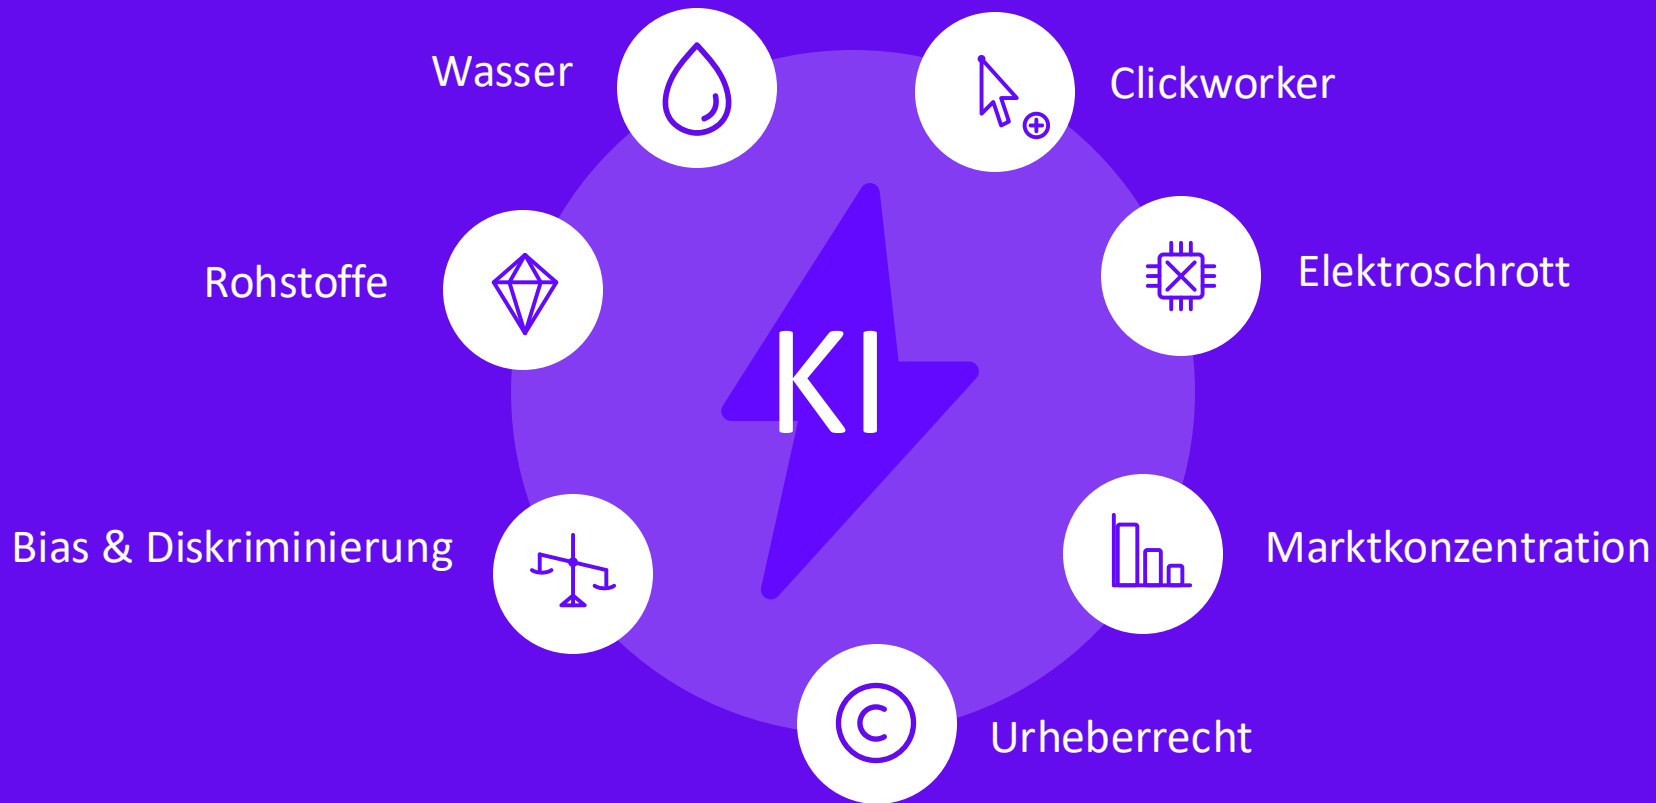 Wasser
Clickworker
Rohstoffe
Elektroschrott
KI
Bias & Diskriminierung
Marktkonzentration
Urheberrecht